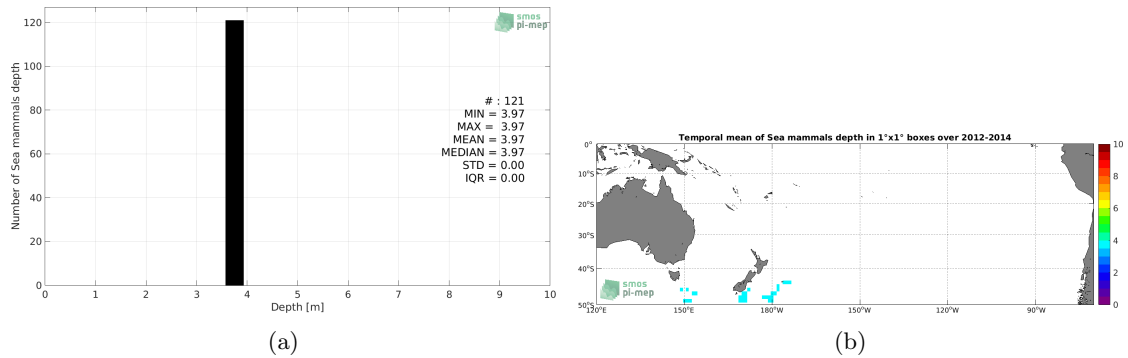 120
100
80
60
40
20
0
Number of Sea mammals depth
smos
pi-mep
# : 121
MIN = 3.97
MAX = 3.97
MEAN = 3.97
MEDIAN = 3.97
STD = 0.00
IQR = 0.00
0 1 2 3 4 5 6 7 8 9 10
Depth [m]
(a)
Temporal mean of Sea mammals depth in 1°x1° boxes over 2012-2014
0°
10°S
20°S
30°S
40°S
50°S
120°E 150°E 180°W 150°W 120°W 90°W
smos
pi-mep
10
8
6
4
2
0
(b)